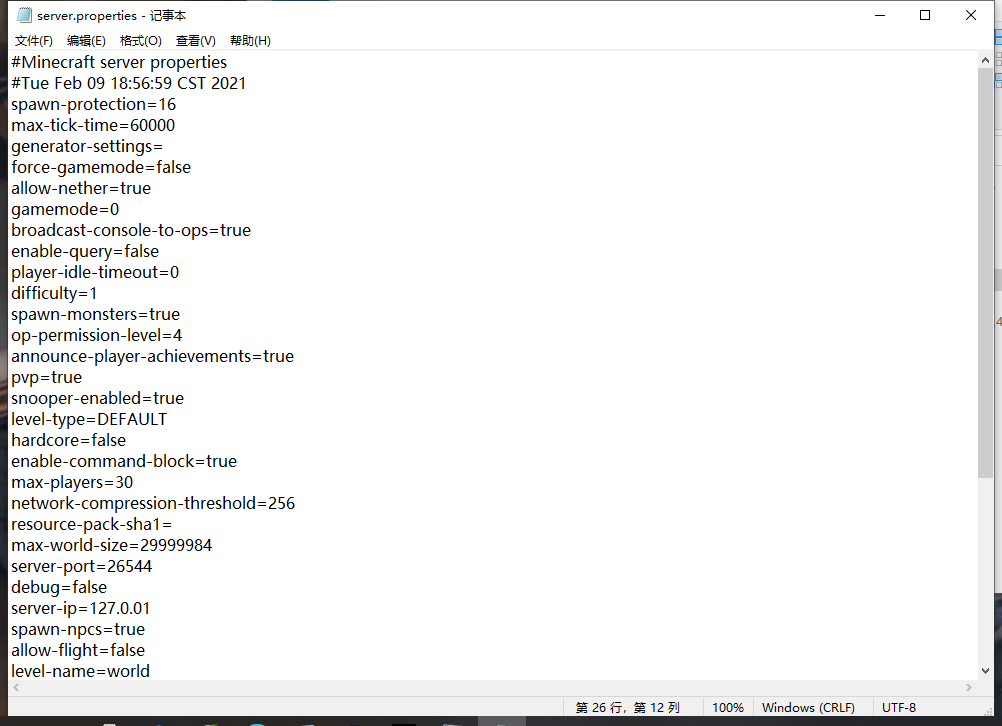 server.properties - 记事本
文件(F) 编辑(E) 格式(O) 查看(V) 帮助(H)
#Minecraft server properties
#Tue Feb 09 18:56:59 CST 2021
spawn-protection=16
max-tick-time=60000
generator-settings=
force-gamemode=false
allow-nether=true
gamemode=0
broadcast-console-to-ops=true
enable-query=false
player-idle-timeout=0
difficulty=1
spawn-monsters=true
op-permission-level=4
announce-player-achievements=true
pvp=true
snooper-enabled=true
level-type=DEFAULT
hardcore=false
enable-command-block=true
max-players=30
network-compression-threshold=256
resource-pack-sha1=
max-world-size=29999984
server-port=26544
debug=false
server-ip=127.0.01
spawn-npcs=true
allow-flight=false
level-name=world
第 26 行，第 12 列 100% Windows (CRLF) UTF-8